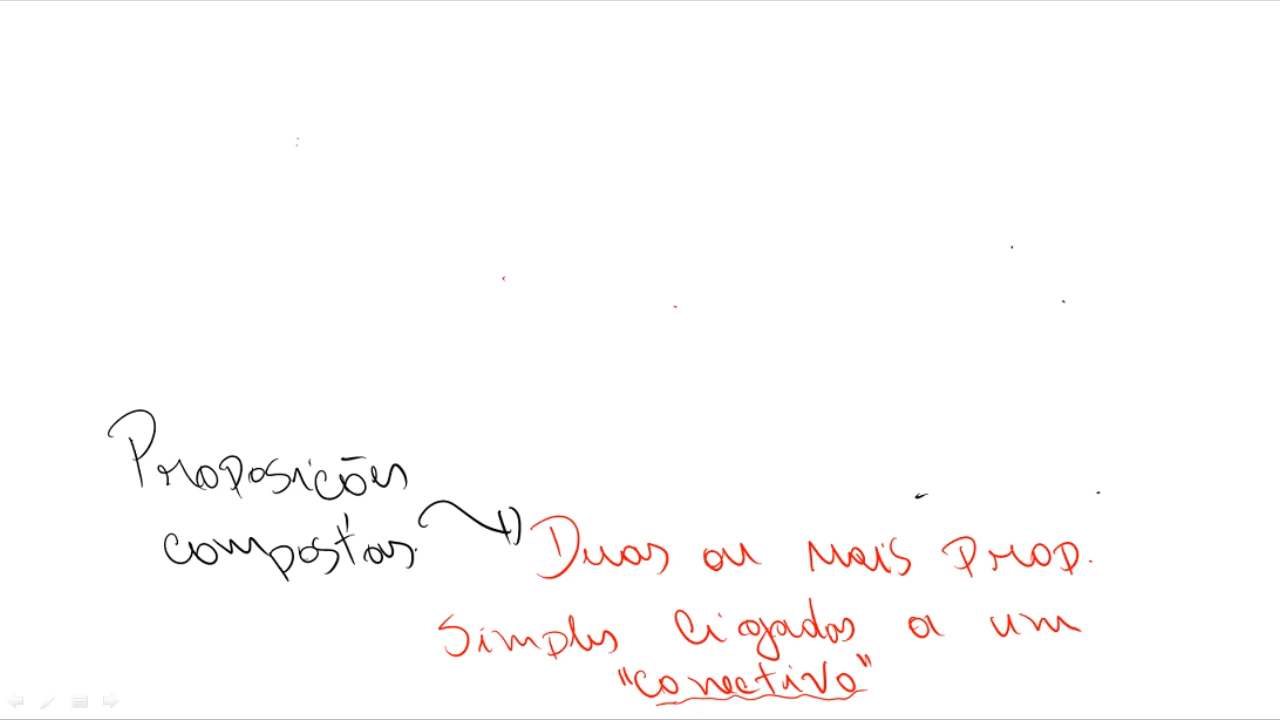 Proposições
compostas.
Duas ou mais prop.
simples ligadas a um
"conectivo"